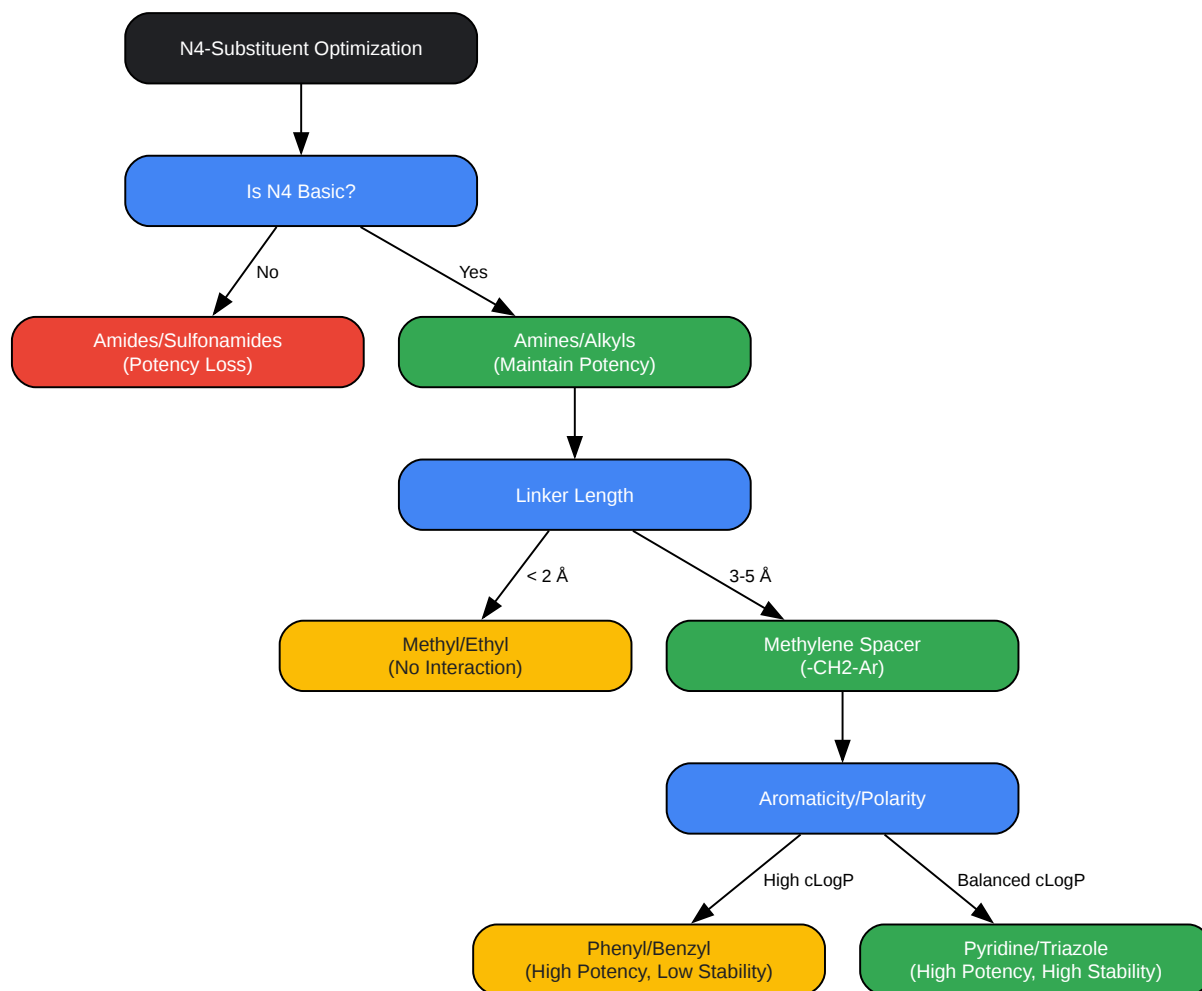 N4-Substituent Optimization
Is N4 Basic?
No
Yes
Amides/Sulfonamides
(Potency Loss)
Amines/Alkyls
(Maintain Potency)
Linker Length
< 2 Å
3-5 Å
Methyl/Ethyl
(No Interaction)
Methylene Spacer
(-CH2-Ar)
Aromaticity/Polarity
High cLogP
Balanced cLogP
Phenyl/Benzyl
(High Potency, Low Stability)
Pyridine/Triazole
(High Potency, High Stability)